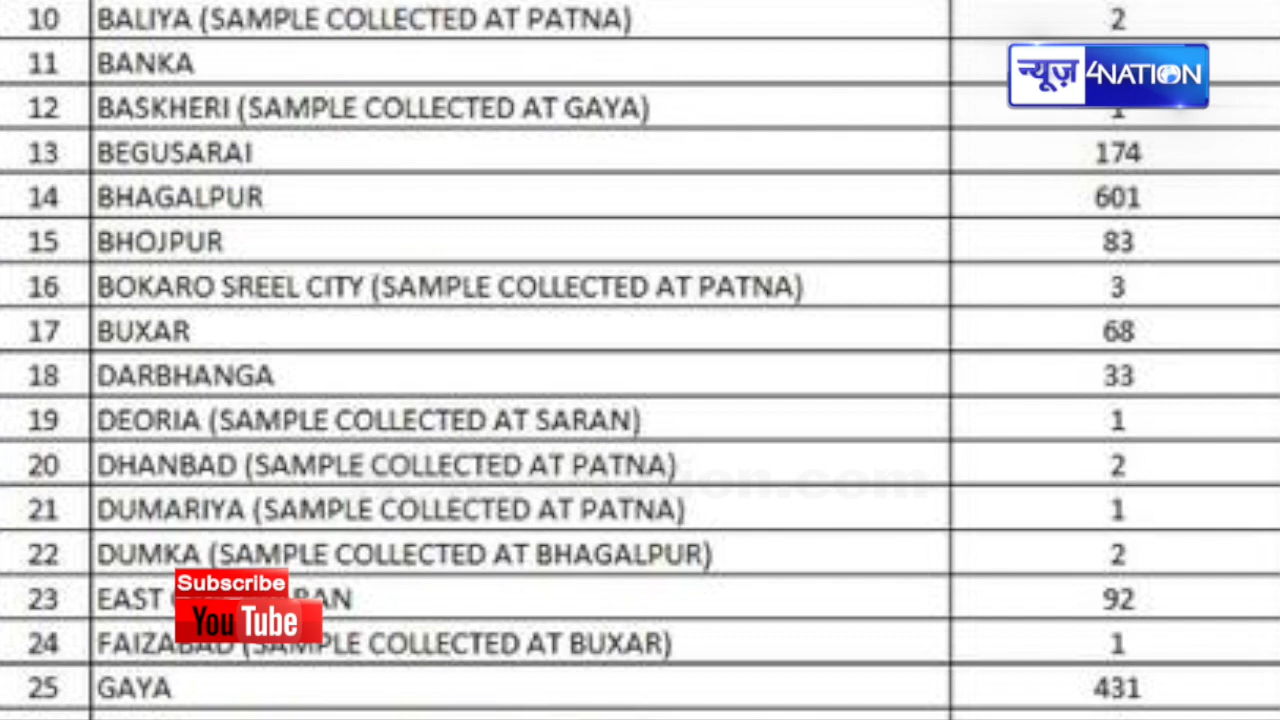 10 BALIYA (SAMPLE COLLECTED AT PATNA) 2
11 BANKA
न्यूज़ 4NATION
12 BASKHERI (SAMPLE COLLECTED AT GAYA) 1
13 BEGUSARAI 174
14 BHAGALPUR 601
15 BHOJPUR 83
16 BOKARO SREEL CITY (SAMPLE COLLECTED AT PATNA) 3
17 BUXAR 68
18 DARBHANGA 33
19 DEORIA (SAMPLE COLLECTED AT SARAN) 1
20 DHANBAD (SAMPLE COLLECTED AT PATNA) 2
21 DUMARIYA (SAMPLE COLLECTED AT PATNA) 1
22 DUMKA (SAMPLE COLLECTED AT BHAGALPUR) 2
Subscribe
23 EAST 92
YouTube
24 FAIZABAD (SAMPLE COLLECTED AT BUXAR) 1
25 GAYA 431